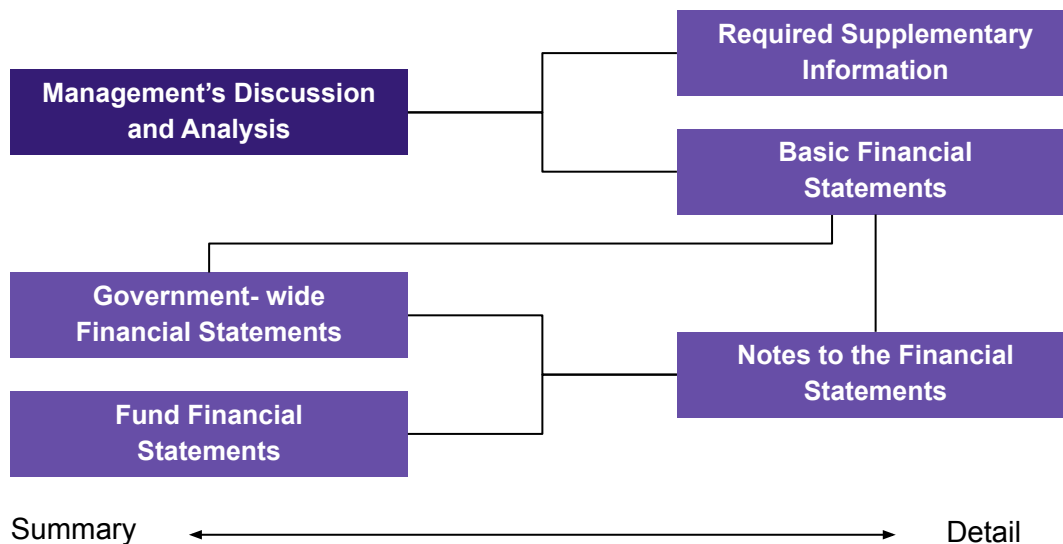 Required Supplementary
Information
Management’s Discussion
and Analysis
Basic Financial
Statements
Government- wide
Financial Statements
Notes to the Financial
Statements
Fund Financial
Statements
Summary
Detail